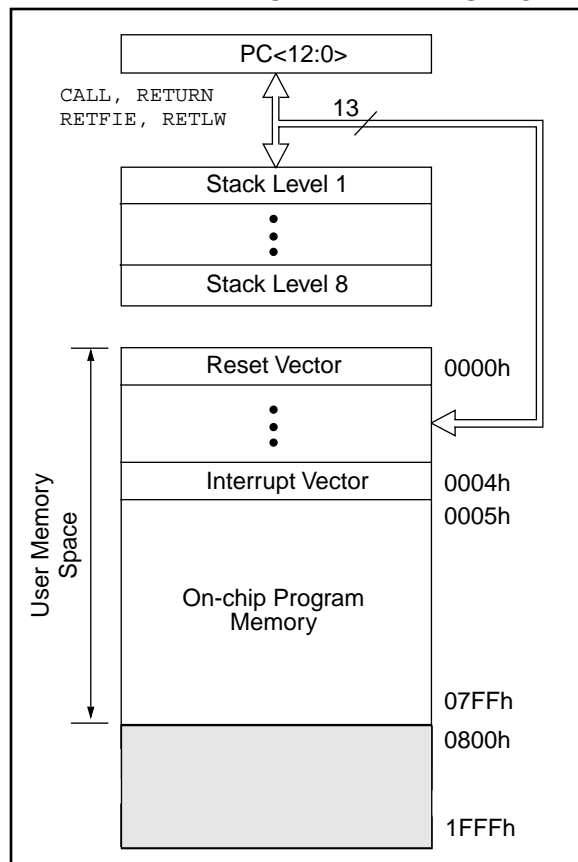 PC<12:0>
CALL, RETURN
RETFIE, RETLW
13
Stack Level 1
Stack Level 8
Reset Vector
0000h
Interrupt Vector
0004h
0005h
User Memory
Space
On-chip Program
Memory
07FFh
0800h
1FFFh